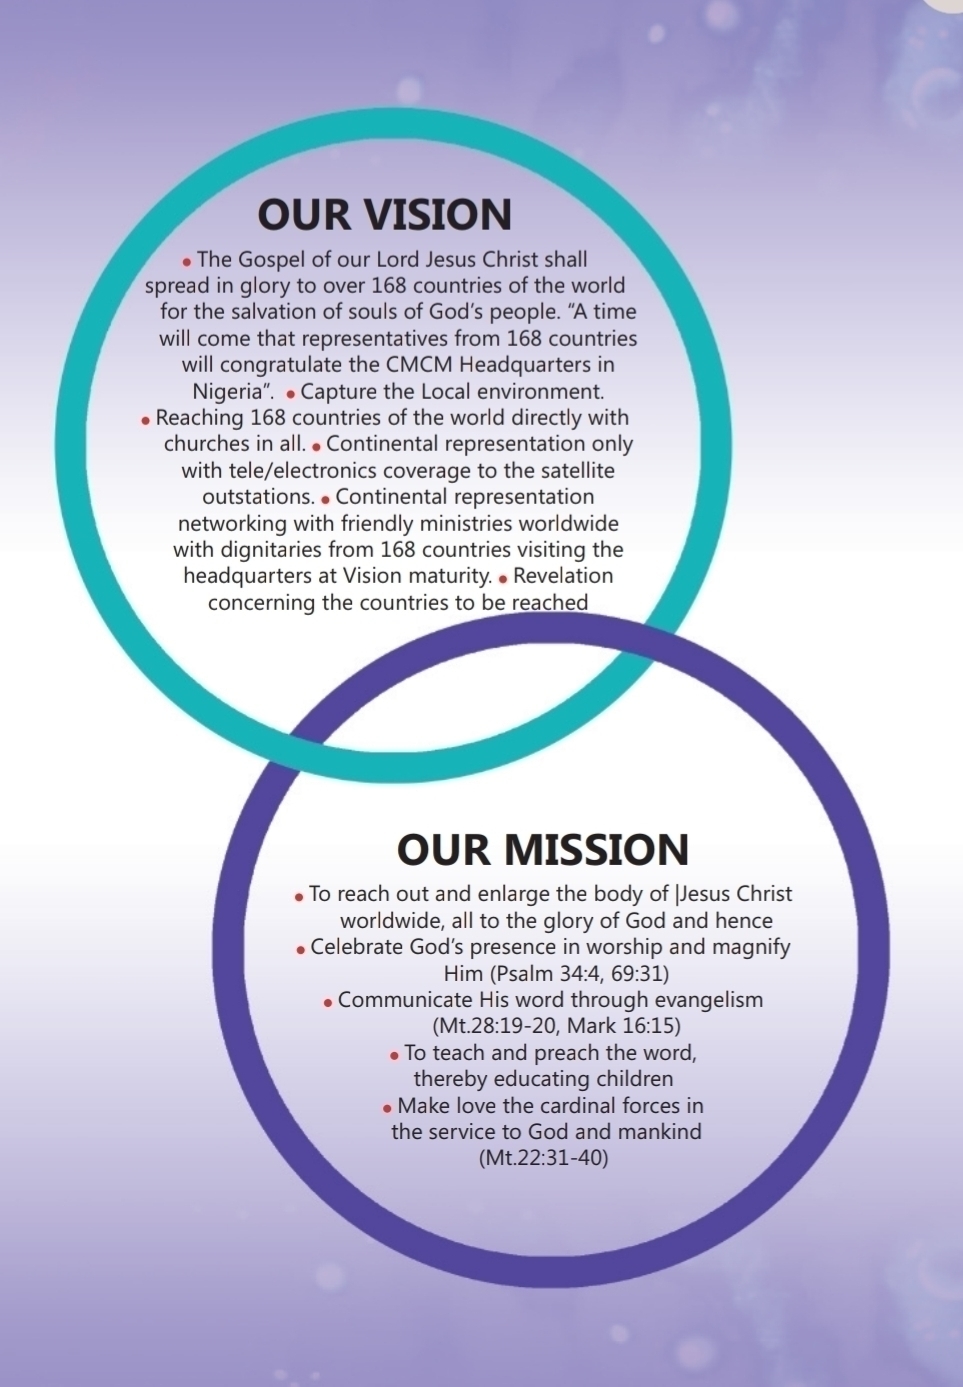 OUR VISION
• The Gospel of our Lord Jesus Christ shall
spread in glory to over 168 countries of the world
for the salvation of souls of God's people. “A time
will come that representatives from 168 countries
will congratulate the CMCM Headquarters in
Nigeria”. • Capture the Local environment.
• Reaching 168 countries of the world directly with
churches in all. • Continental representation only
with tele/electronics coverage to the satellite
outstations. • Continental representation
networking with friendly ministries worldwide
with dignitaries from 168 countries visiting the
headquarters at Vision maturity. • Revelation
concerning the countries to be reached
OUR MISSION
• To reach out and enlarge the body of |Jesus Christ
worldwide, all to the glory of God and hence
• Celebrate God's presence in worship and magnify
Him (Psalm 34:4, 69:31)
• Communicate His word through evangelism
(Mt.28:19-20, Mark 16:15)
• To teach and preach the word,
thereby educating children
• Make love the cardinal forces in
the service to God and mankind
(Mt.22:31-40)